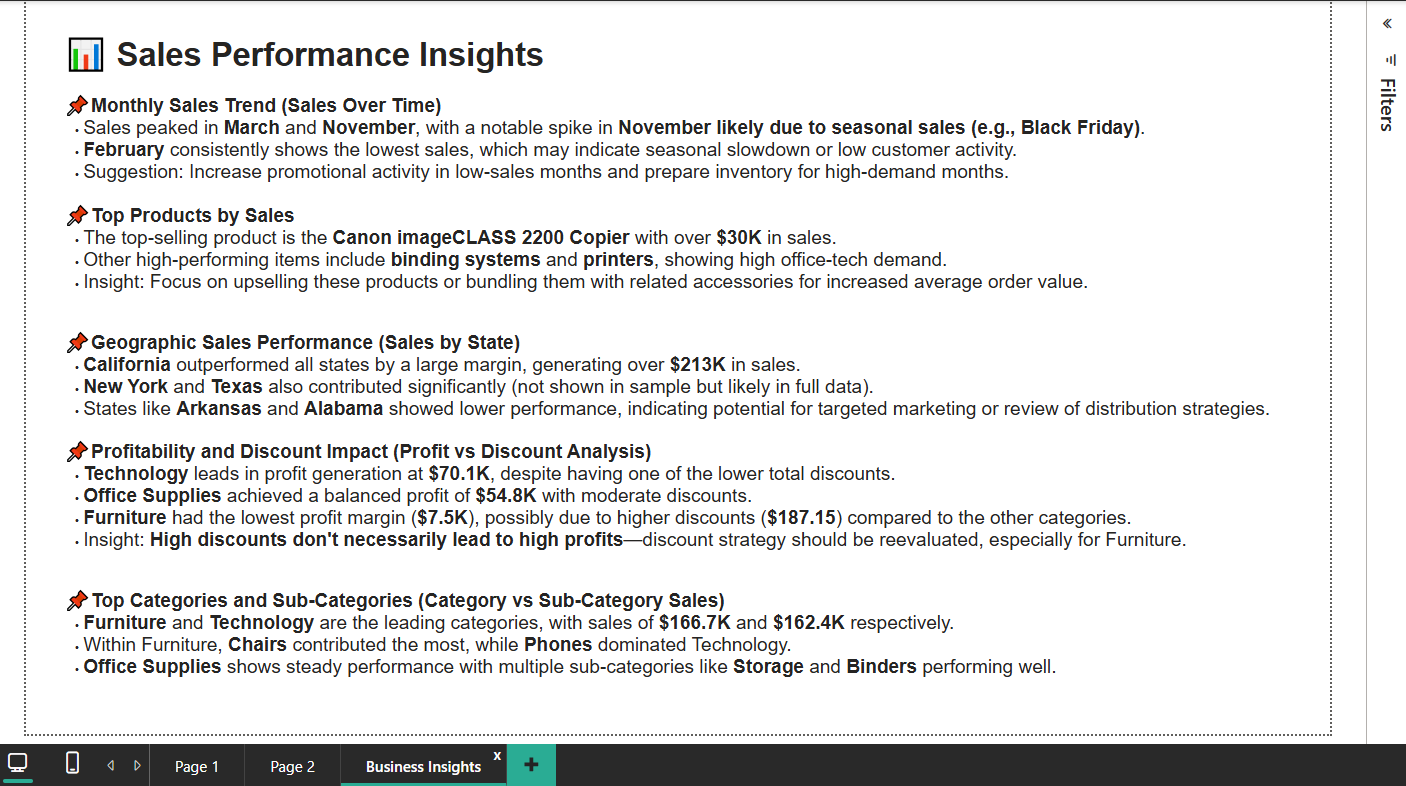 Sales Performance Insights
Monthly Sales Trend (Sales Over Time)
• Sales peaked in March and November, with a notable spike in November likely due to seasonal sales (e.g., Black Friday).
• February consistently shows the lowest sales, which may indicate seasonal slowdown or low customer activity.
• Suggestion: Increase promotional activity in low-sales months and prepare inventory for high-demand months.
Top Products by Sales
• The top-selling product is the Canon imageCLASS 2200 Copier with over $30K in sales.
• Other high-performing items include binding systems and printers, showing high office-tech demand.
• Insight: Focus on upselling these products or bundling them with related accessories for increased average order value.
Geographic Sales Performance (Sales by State)
• California outperformed all states by a large margin, generating over $213K in sales.
• New York and Texas also contributed significantly (not shown in sample but likely in full data).
• States like Arkansas and Alabama showed lower performance, indicating potential for targeted marketing or review of distribution strategies.
Profitability and Discount Impact (Profit vs Discount Analysis)
• Technology leads in profit generation at $70.1K, despite having one of the lower total discounts.
• Office Supplies achieved a balanced profit of $54.8K with moderate discounts.
• Furniture had the lowest profit margin ($7.5K), possibly due to higher discounts ($187.15) compared to the other categories.
• Insight: High discounts don't necessarily lead to high profits—discount strategy should be reevaluated, especially for Furniture.
Top Categories and Sub-Categories (Category vs Sub-Category Sales)
• Furniture and Technology are the leading categories, with sales of $166.7K and $162.4K respectively.
• Within Furniture, Chairs contributed the most, while Phones dominated Technology.
• Office Supplies shows steady performance with multiple sub-categories like Storage and Binders performing well.
Filters
Page 1
Page 2
Business Insights
x
+